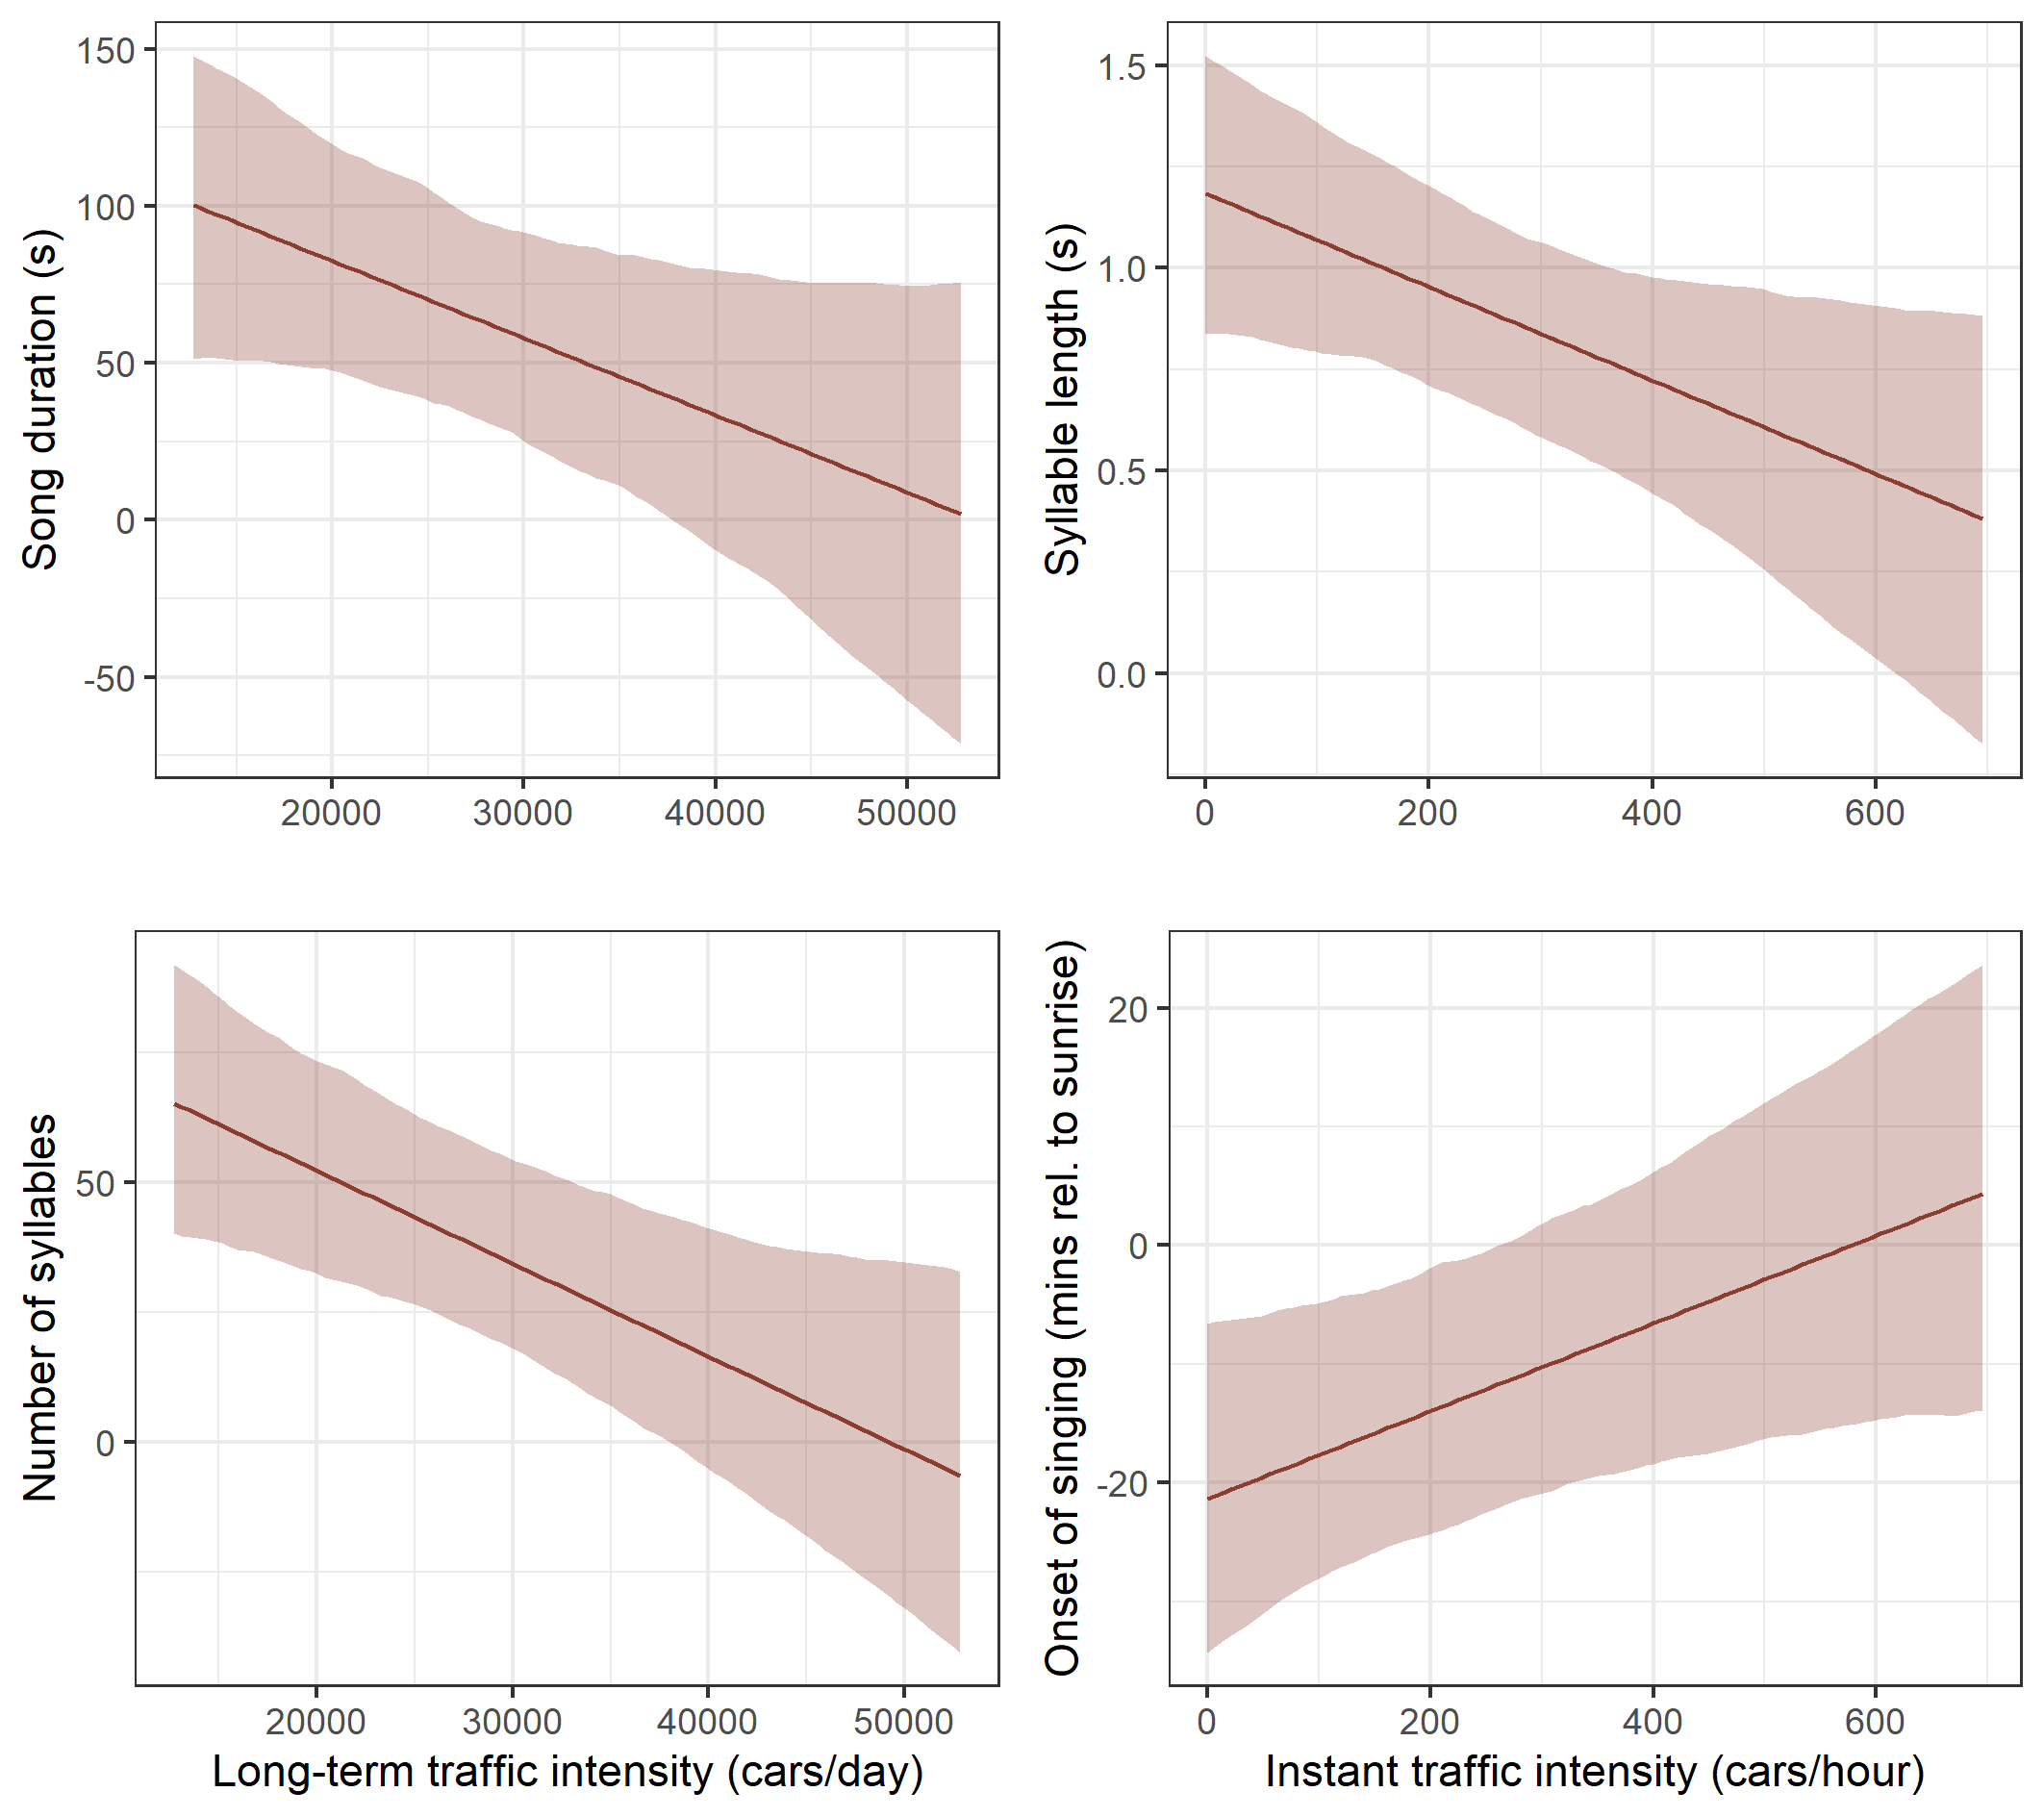 Song duration (s)
150
100
50
0
-50
20000 30000 40000 50000
Syllable length (s)
1.5
1.0
0.5
0.0
0 200 400 600
Number of syllables
50
0
20000 30000 40000 50000
Long-term traffic intensity (cars/day)
Onset of singing (mins rel. to sunrise)
20
0
-20
0 200 400 600
Instant traffic intensity (cars/hour)